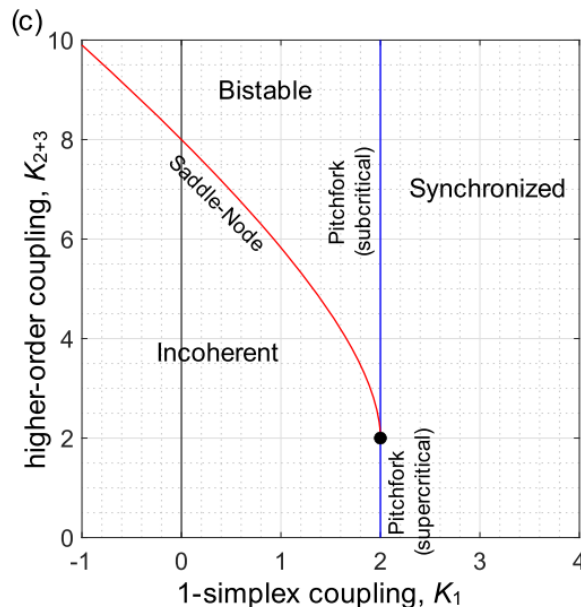 (c)
10
8
6
4
2
0
higher-order coupling, K2+3
Bistable
Saddle-Node
Pitchfork
(subcritical)
Synchronized
Incoherent
Pitchfork
(supercritical)
-1
0
1
2
3
4
1-simplex coupling, K1